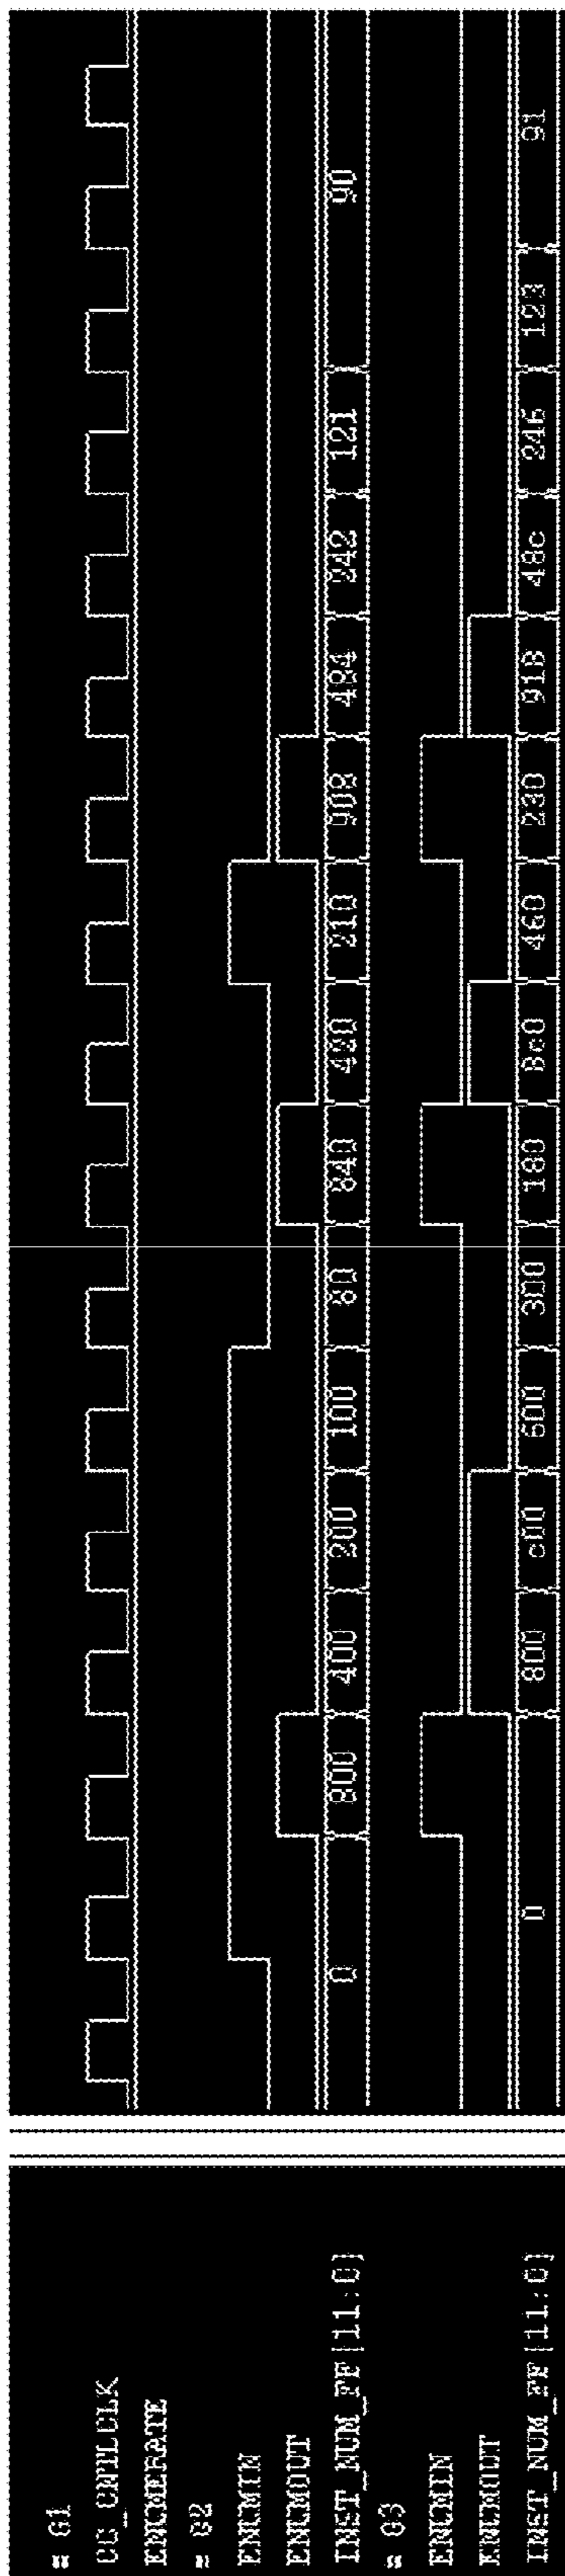 = G1
CG_CNTLCLK
ENUMERATE
= G2
ENUMIN
ENUMOUT
INST_NUM_FF[11:0] 0 800 400 200 100 80 840 420 210 908 484 242 121 90
= G3
ENUMIN
ENUMOUT
INST_NUM_FF[11:0] 0 800 c00 600 300 180 8c0 460 230 918 48c 246 123 91